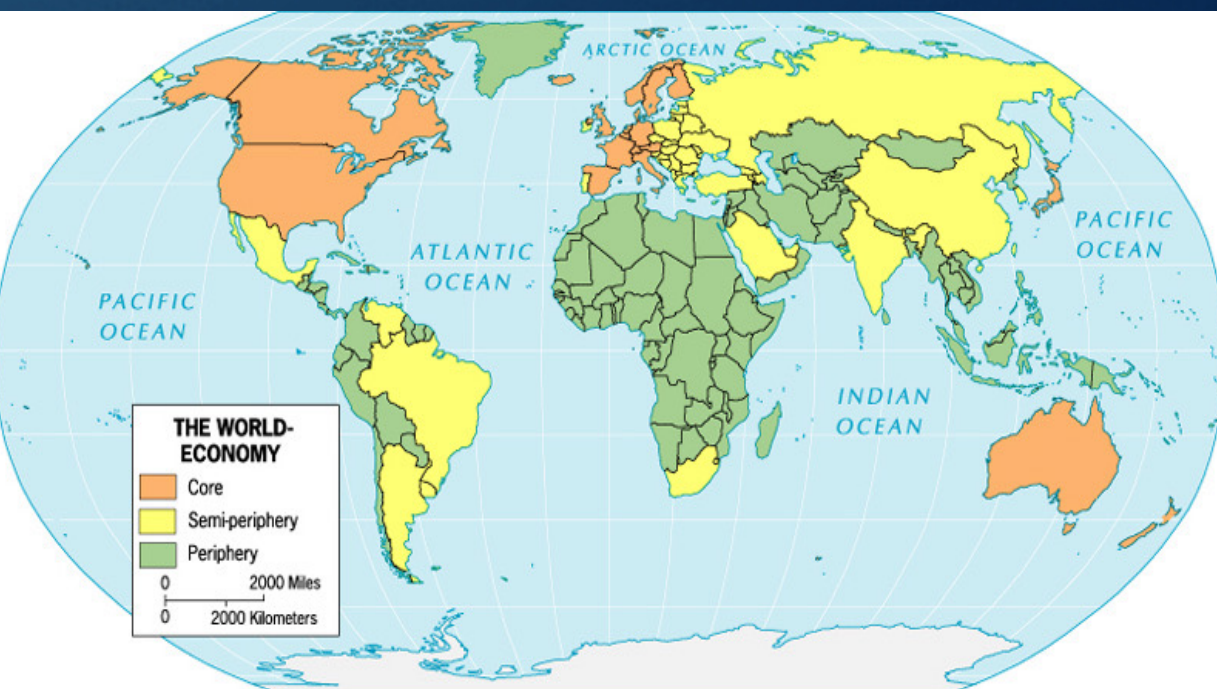 ARCTIC OCEAN
ATLANTIC
OCEAN
PACIFIC
OCEAN
PACIFIC
OCEAN
INDIAN
OCEAN
THE WORLD-
ECONOMY
Core
Semi-periphery
Periphery
0 2000 Miles
0 2000 Kilometers